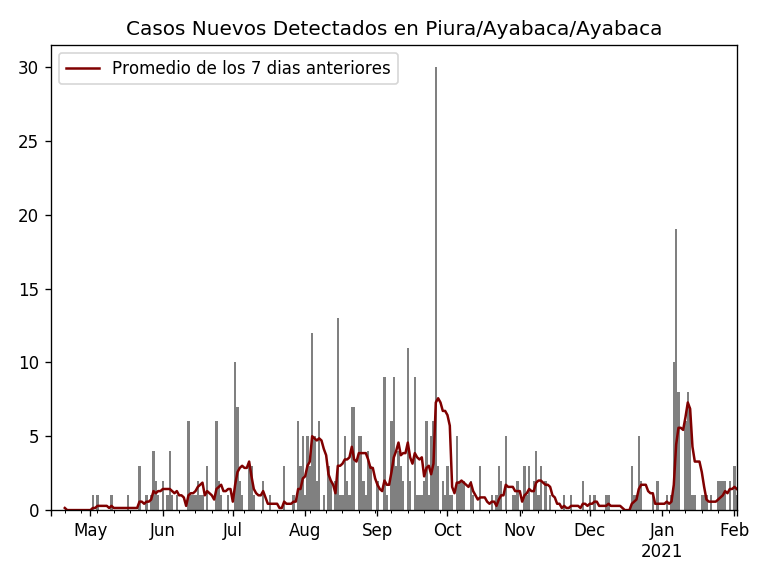 Casos Nuevos Detectados en Piura/Ayabaca/Ayabaca
Promedio de los 7 dias anteriores
30
25
20
15
10
5
0
May Jun Jul Aug Sep Oct Nov Dec Jan Feb
2021